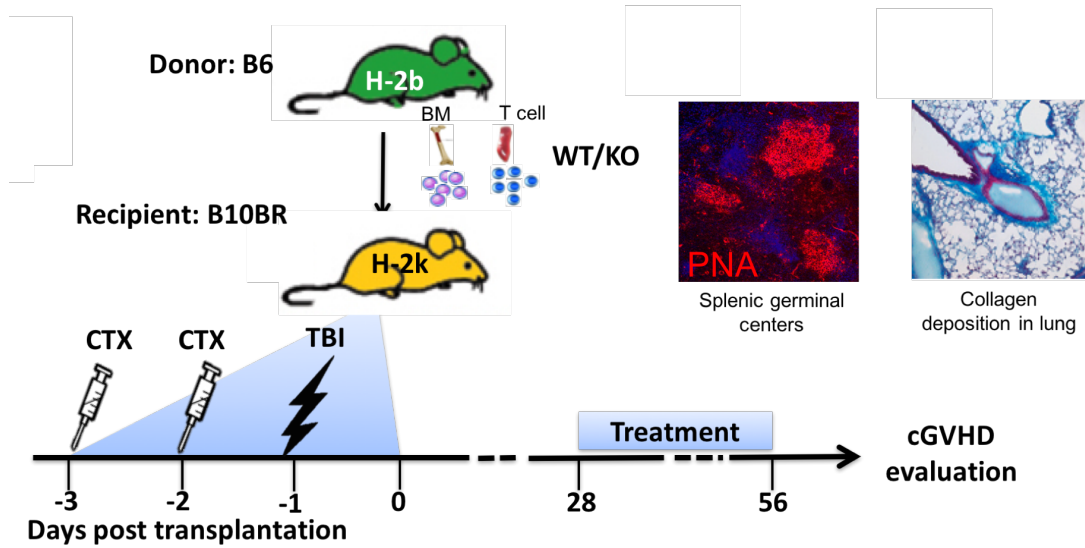 Donor: B6
H-2b
BM
T cell
WT/KO
Recipient: B10BR
H-2k
PNA
Splenic germinal
centers
Collagen
deposition in lung
CTX
CTX
TBI
Treatment
cGVHD
evaluation
-3
-2
-1
0
28
56
Days post transplantation